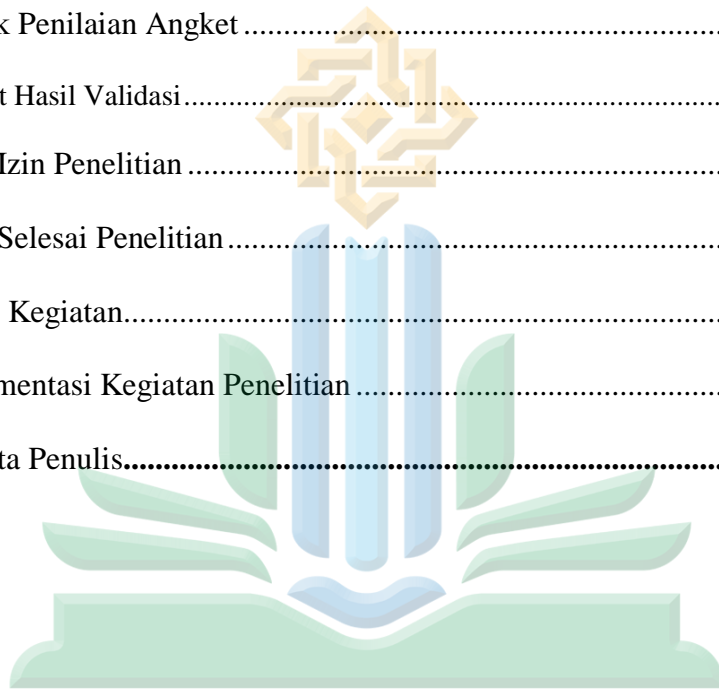 k Penilaian Angket ................................................................
t Hasil Validasi ................................................................
Izin Penelitian ................................................................
Selesai Penelitian ................................................................
Kegiatan ................................................................
mentasi Kegiatan Penelitian ................................................
ta Penulis ................................................................